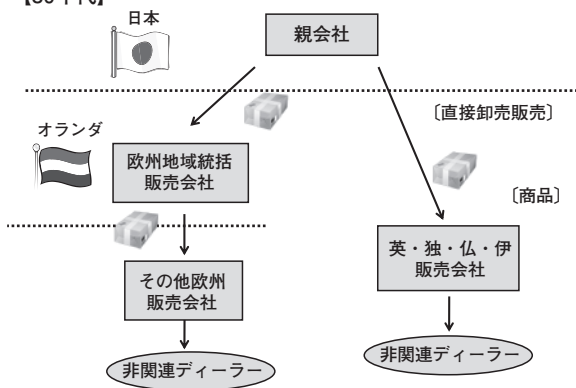 日本
親会社
〔直接卸売販売〕
オランダ
欧州地域統括
販売会社
〔商品〕
英・独・仏・伊
販売会社
その他欧州
販売会社
非関連ディーラー
非関連ディーラー